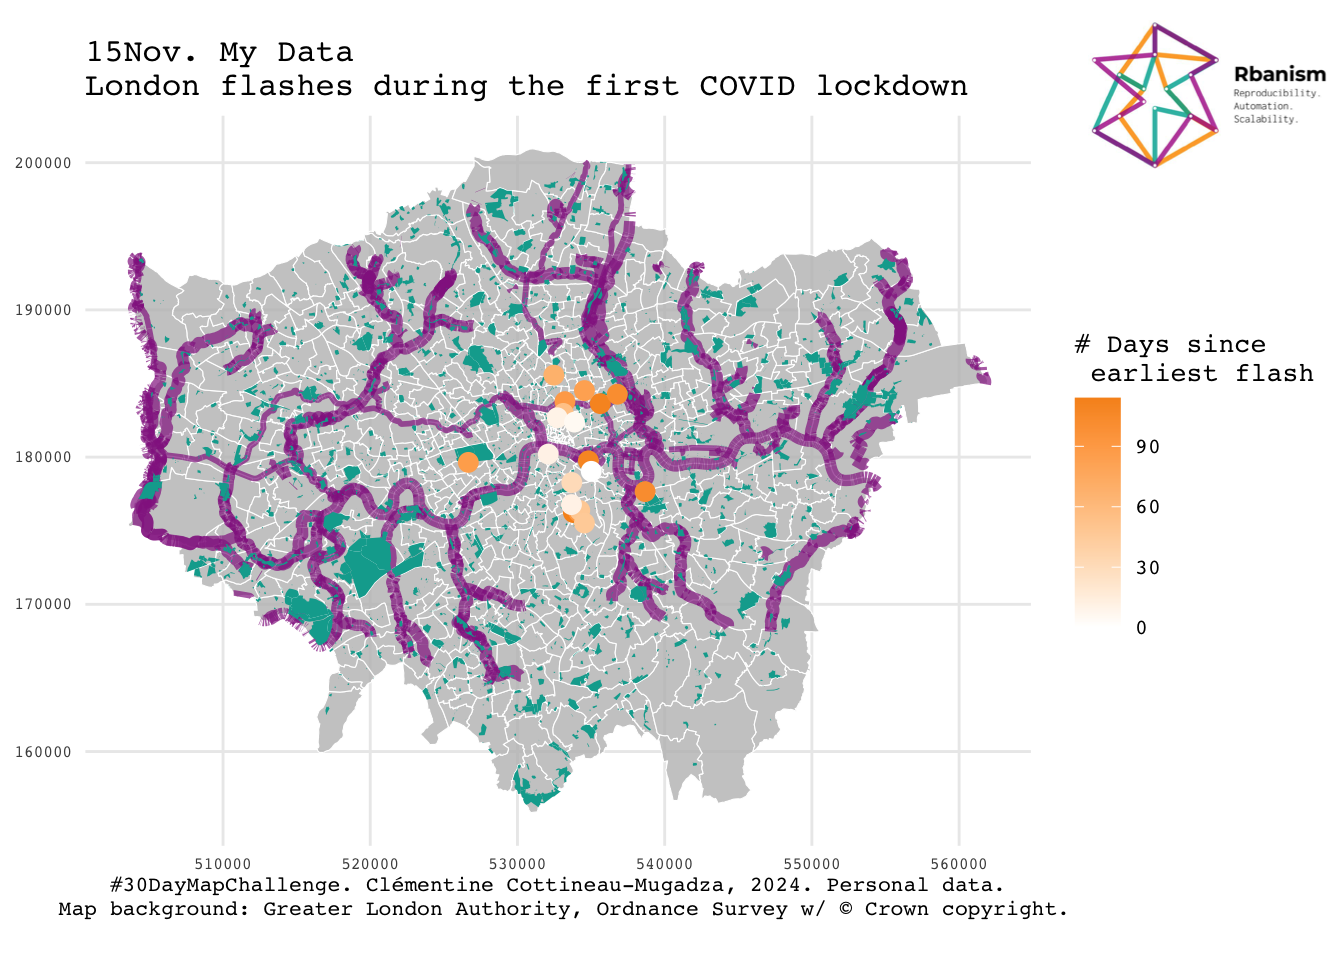 15Nov. My Data
London flashes during the first COVID lockdown
Rbanism
Reproducibility.
Automation.
Scalability.
200000
190000
180000
170000
160000
510000 520000 530000 540000 550000 560000
# Days since
earliest flash
90
60
30
0
#30DayMapChallenge. Clémentine Cottineau-Mugadza, 2024. Personal data.
Map background: Greater London Authority, Ordnance Survey w/ © Crown copyright.